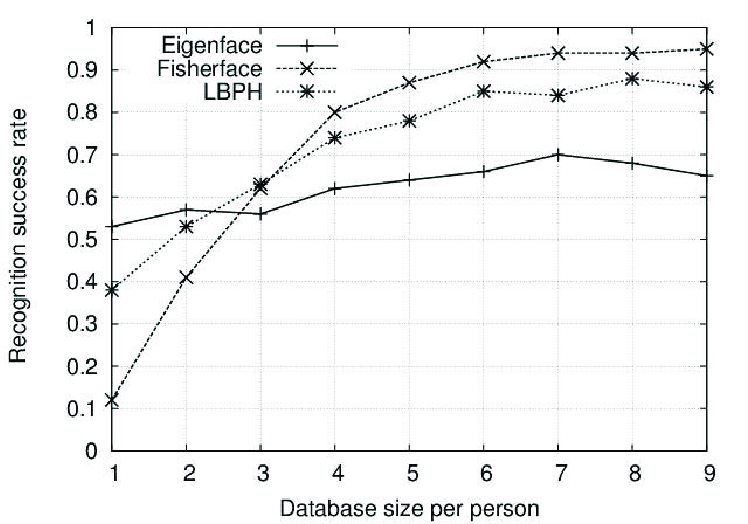 Eigenface
Fisherface
LBPH
1
0.9
0.8
0.7
0.6
0.5
0.4
0.3
0.2
0.1
0
1 2 3 4 5 6 7 8 9
Recognition success rate
Database size per person